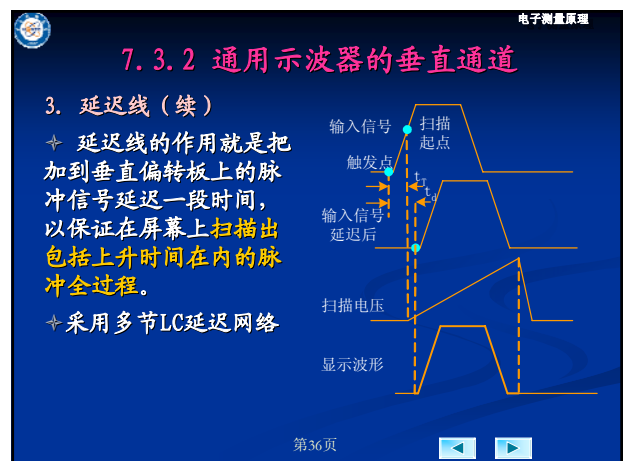 电子测量原理
7.3.2 通用示波器的垂直通道
3. 延迟线（续）
延迟线的作用就是把
加到垂直偏转板上的脉
冲信号延迟一段时间，
以保证在屏幕上扫描出
包括上升时间在内的脉
冲全过程。
采用多节LC延迟网络
输入信号
扫描
起点
触发点
tT
td
输入信号
延迟后
扫描电压
显示波形
第36页